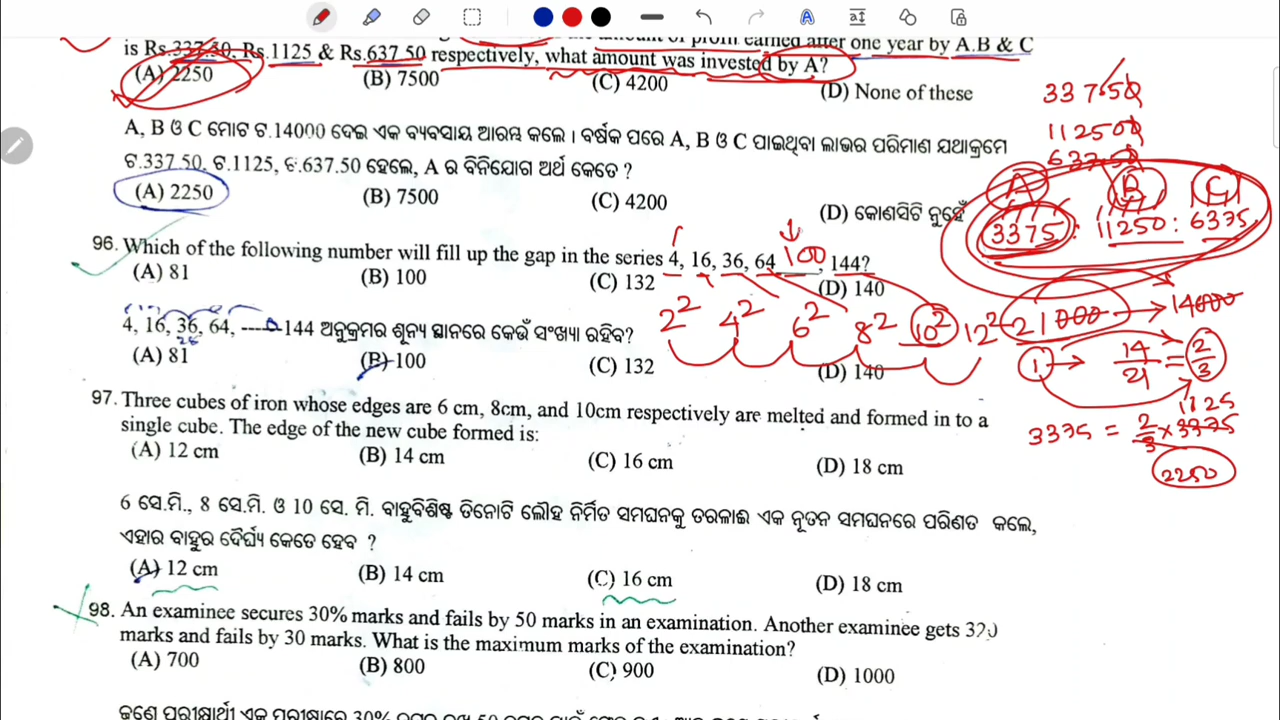 is Rs.337.50, Rs.1125 & Rs.637.50 respectively, what amount was invested by A?
(A) 2250 (B) 7500 (C) 4200 (D) None of these
A, B ଓ C ମୋଟ ଟ.14000 ଦେଇ ଏକ ବ୍ୟବସାୟ ଆରମ୍ଭ କଲେ । ବର୍ଷକ ପରେ A, B ଓ C ପାଇଥିବା ଲାଭର ପରିମାଣ ଯଥାକ୍ରମେ
ଟ.337.50, ଟ.1125, ଟ.637.50 ହେଲେ, A ର ବିନିଯୋଗ ଅର୍ଥ କେତେ ?
(A) 2250 (B) 7500 (C) 4200 (D) କୋଣସିଟି ନୁହେଁ
337.50
112500
637.50
A B C
3375 : 11250 : 6375
96. Which of the following number will fill up the gap in the series 4, 16, 36, 64 100, 144?
(A) 81 (B) 100 (C) 132 (D) 140
2² 4² 6² 8² 10² 12²
21000 → 14000
4, 16, 36, 64, ------ 144 ଅନୁକ୍ରମର ଶୂନ୍ୟ ସ୍ଥାନରେ କେଉଁ ସଂଖ୍ୟା ରହିବ?
(A) 81 (B) 100 (C) 132 (D) 140
1 → 14/21 = 2/3
1125
3375 = 2/3 × 3375
2250
97. Three cubes of iron whose edges are 6 cm, 8cm, and 10cm respectively are melted and formed in to a
single cube. The edge of the new cube formed is:
(A) 12 cm (B) 14 cm (C) 16 cm (D) 18 cm
6 ସେ.ମି., 8 ସେ.ମି. ଓ 10 ସେ. ମି. ବାହୁବିଶିଷ୍ଟ ତିନୋଟି ଲୌହ ନିର୍ମିତ ସମଘନକୁ ତରଳାଈ ଏକ ନୂତନ ସମଘନରେ ପରିଣତ କଲେ,
ଏହାର ବାହୁର ଦୈର୍ଘ୍ୟ କେତେ ହେବ ?
(A) 12 cm (B) 14 cm (C) 16 cm (D) 18 cm
98. An examinee secures 30% marks and fails by 50 marks in an examination. Another examinee gets 320
marks and fails by 30 marks. What is the maximum marks of the examination?
(A) 700 (B) 800 (C) 900 (D) 1000